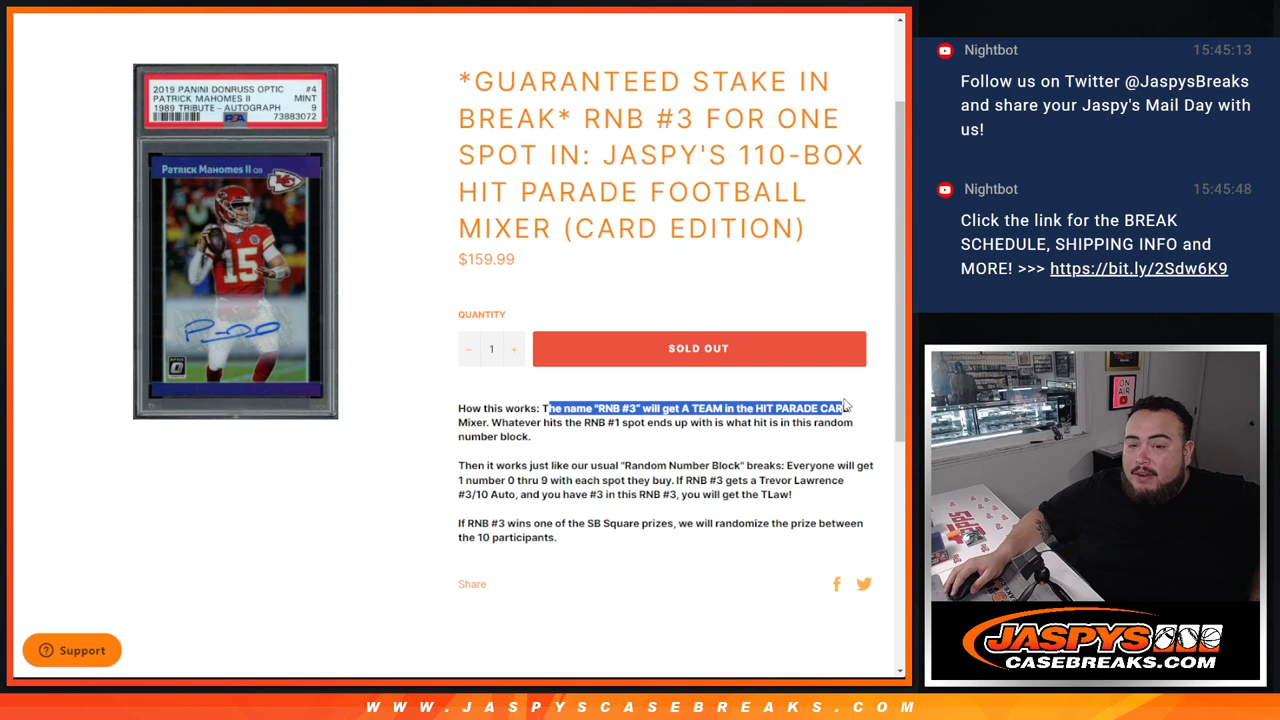 2019 PANINI DONRUSS OPTIC #4
PATRICK MAHOMES II MINT
1989 TRIBUTE - AUTOGRAPH 9
PSA 73883072
PATRICK MAHOMES II QB
15
OPTIC
*GUARANTEED STAKE IN
BREAK* RNB #3 FOR ONE
SPOT IN: JASPY'S 110-BOX
HIT PARADE FOOTBALL
MIXER (CARD EDITION)
$159.99
QUANTITY
− 1 +
SOLD OUT
How this works: The name "RNB #3" will get A TEAM in the HIT PARADE CARD
Mixer. Whatever hits the RNB #1 spot ends up with is what hit is in this random
number block.
Then it works just like our usual "Random Number Block" breaks: Everyone will get
1 number 0 thru 9 with each spot they buy. If RNB #3 gets a Trevor Lawrence
#3/10 Auto, and you have #3 in this RNB #3, you will get the TLaw!
If RNB #3 wins one of the SB Square prizes, we will randomize the prize between
the 10 participants.
Share
Support
Nightbot 15:45:13
Follow us on Twitter @JaspysBreaks
and share your Jaspy's Mail Day with
us!
Nightbot 15:45:48
Click the link for the BREAK
SCHEDULE, SHIPPING INFO and
MORE! >>> https://bit.ly/2Sdw6K9
ON
AIR
JASPYS
CASEBREAKS.COM
WWW.JASPYSCASEBREAKS.COM